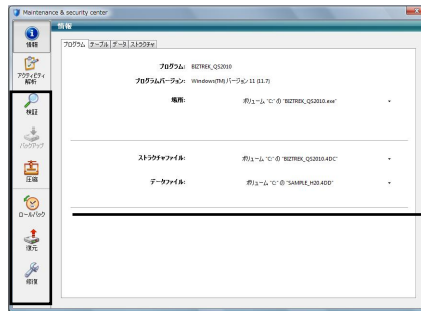 Maintenance & security center
情報
情報
プログラム テーブル データ ストラクチャ
アクティビティ
解析
検証
バックアップ
圧縮
ロールバック
復元
修復
プログラム: BIZTREK_QS2010
プログラムバージョン: Windows(TM) バージョン 11 (11.7)
場所: ボリューム "C:" の "BIZTREK_QS2010.exe"
ストラクチャファイル: ボリューム "C:" の "BIZTREK_QS2010.4DC"
データファイル: ボリューム "C:" の "SAMPLE_H20.4DD"